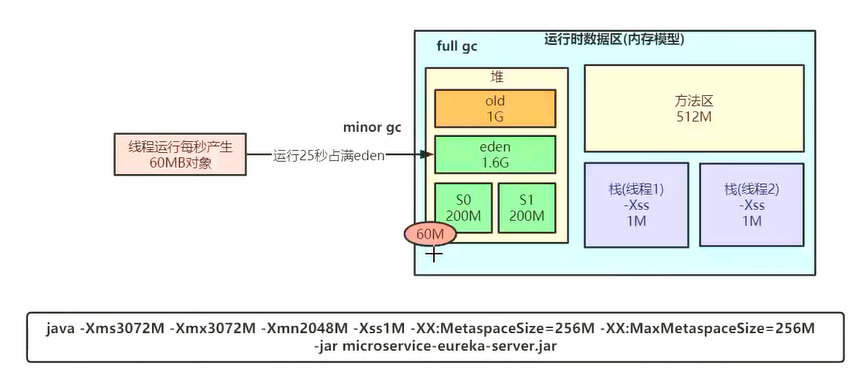 运行时数据区(内存模型)
full gc
堆
old
1G
方法区
512M
minor gc
线程运行每秒产生
60MB对象
运行25秒占满eden
eden
1.6G
S0
200M
S1
200M
60M
栈(线程1)
-Xss
1M
栈(线程2)
-Xss
1M
java -Xms3072M -Xmx3072M -Xmn2048M -Xss1M -XX:MetaspaceSize=256M -XX:MaxMetaspaceSize=256M
-jar microservice-eureka-server.jar